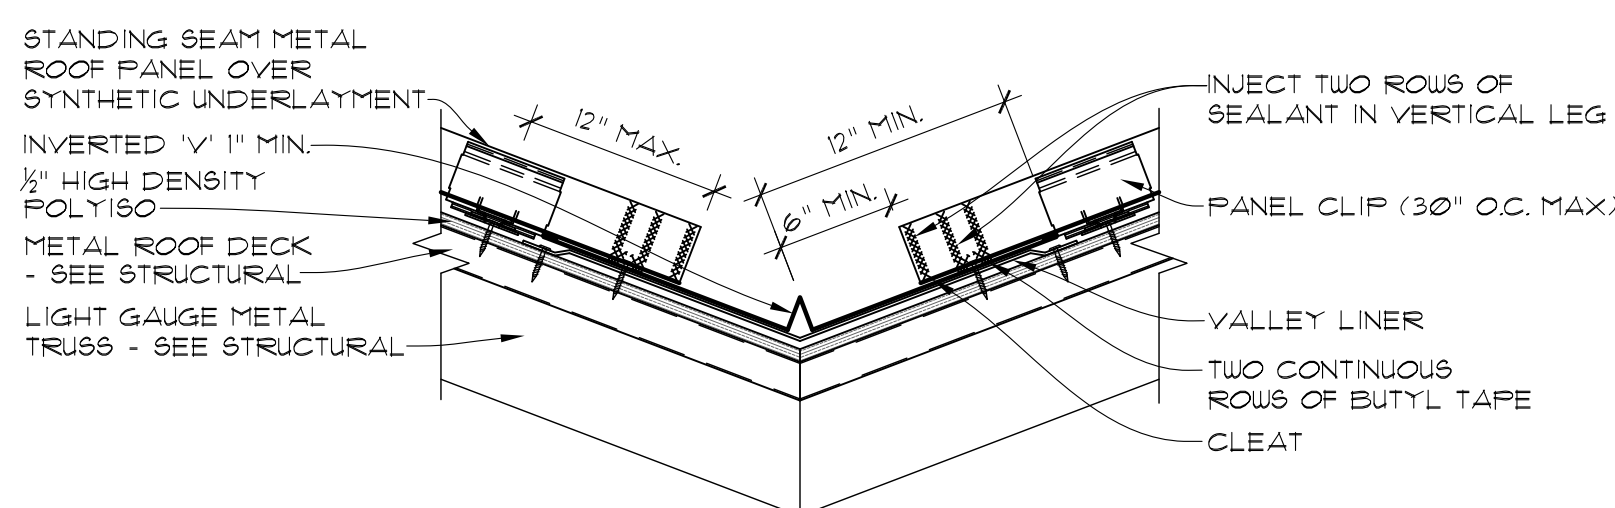 STANDING SEAM METAL
ROOF PANEL OVER
SYNTHETIC UNDERLAYMENT
INVERTED 'V' 1" MIN.
½" HIGH DENSITY
POLYISO
METAL ROOF DECK
- SEE STRUCTURAL
LIGHT GAUGE METAL
TRUSS - SEE STRUCTURAL
12" MAX.
12" MIN.
6" MIN.
INJECT TWO ROWS OF
SEALANT IN VERTICAL LEG
PANEL CLIP (30" O.C. MAX)
VALLEY LINER
TWO CONTINUOUS
ROWS OF BUTYL TAPE
CLEAT